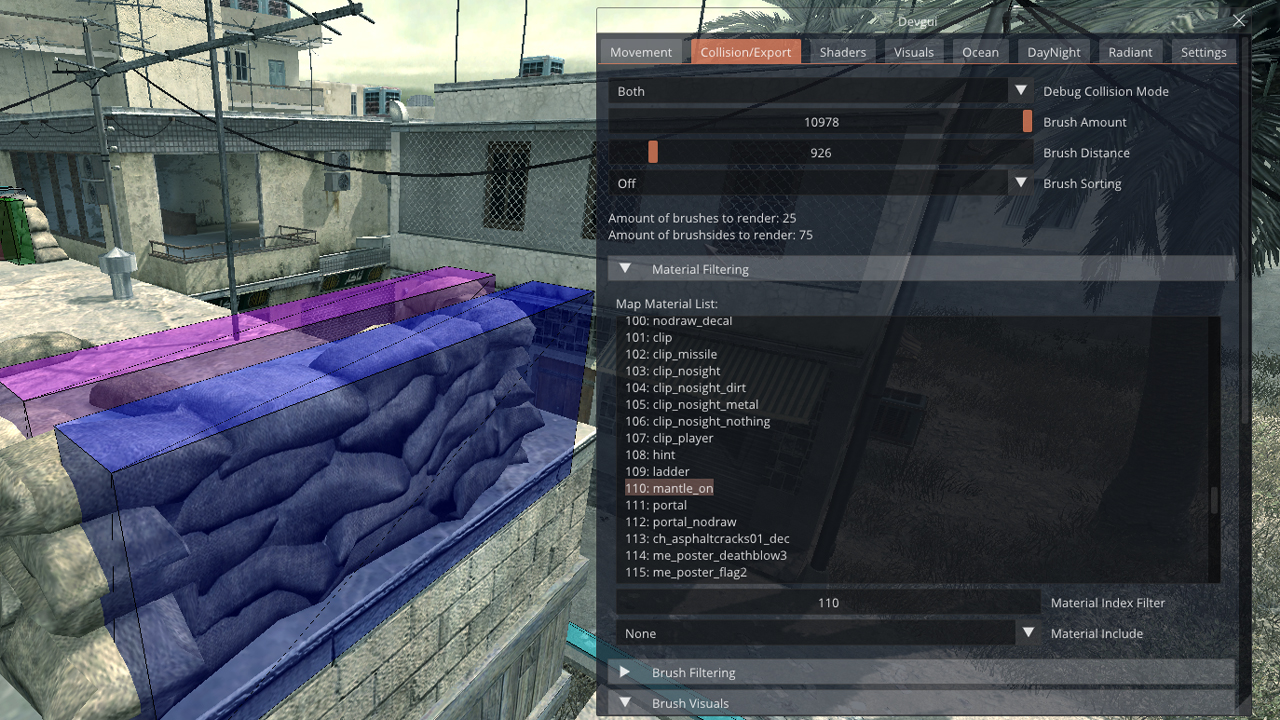 Devgui
Movement Collision/Export Shaders Visuals Ocean DayNight Radiant Settings
Both Debug Collision Mode
10978 Brush Amount
926 Brush Distance
Off Brush Sorting
Amount of brushes to render: 25
Amount of brushsides to render: 75
Material Filtering
Map Material List:
100: nodraw_decal
101: clip
102: clip_missile
103: clip_nosight
104: clip_nosight_dirt
105: clip_nosight_metal
106: clip_nosight_nothing
107: clip_player
108: hint
109: ladder
110: mantle_on
111: portal
112: portal_nodraw
113: ch_asphaltcracks01_dec
114: me_poster_deathblow3
115: me_poster_flag2
110 Material Index Filter
None Material Include
Brush Filtering
Brush Visuals